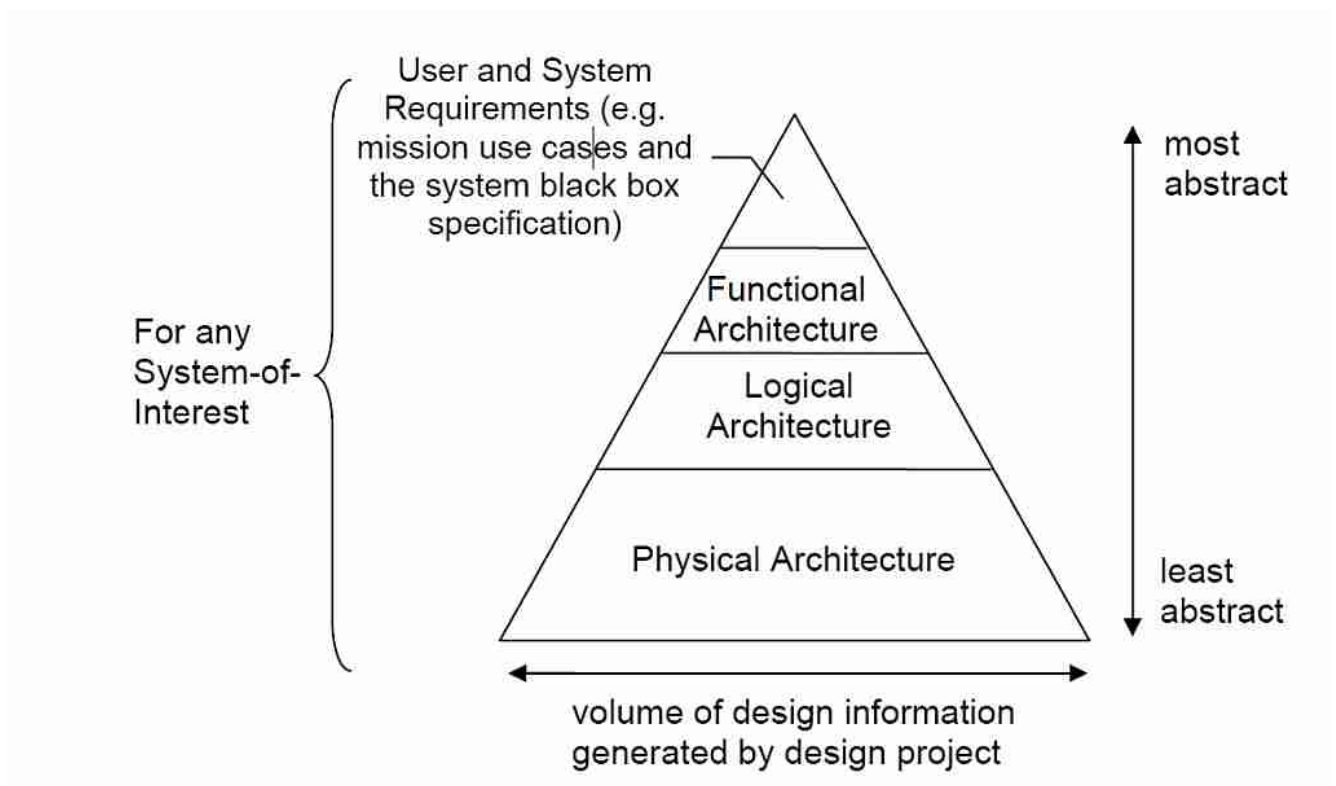 User and System
Requirements (e.g.
mission use cases and
the system black box
specification)
most
abstract
Functional
Architecture
For any
System-of-
Interest
Logical
Architecture
Physical Architecture
least
abstract
volume of design information
generated by design project